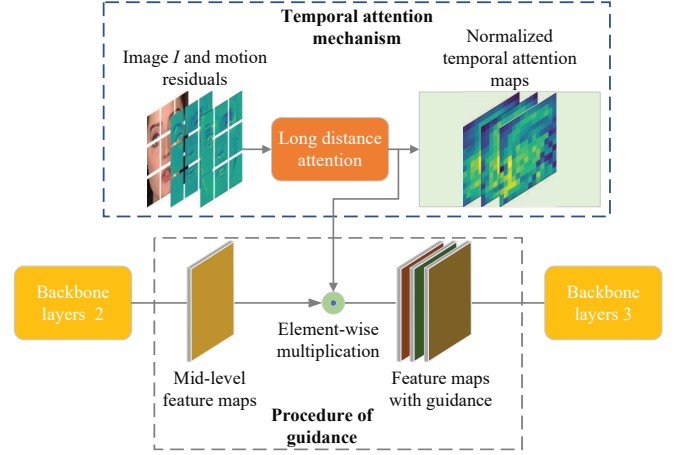 Temporal attention
mechanism
Image I and motion
residuals
Normalized
temporal attention
maps
Long distance
attention
Backbone
layers 2
Element-wise
multiplication
Backbone
layers 3
Mid-level
feature maps
Feature maps
with guidance
Procedure of
guidance